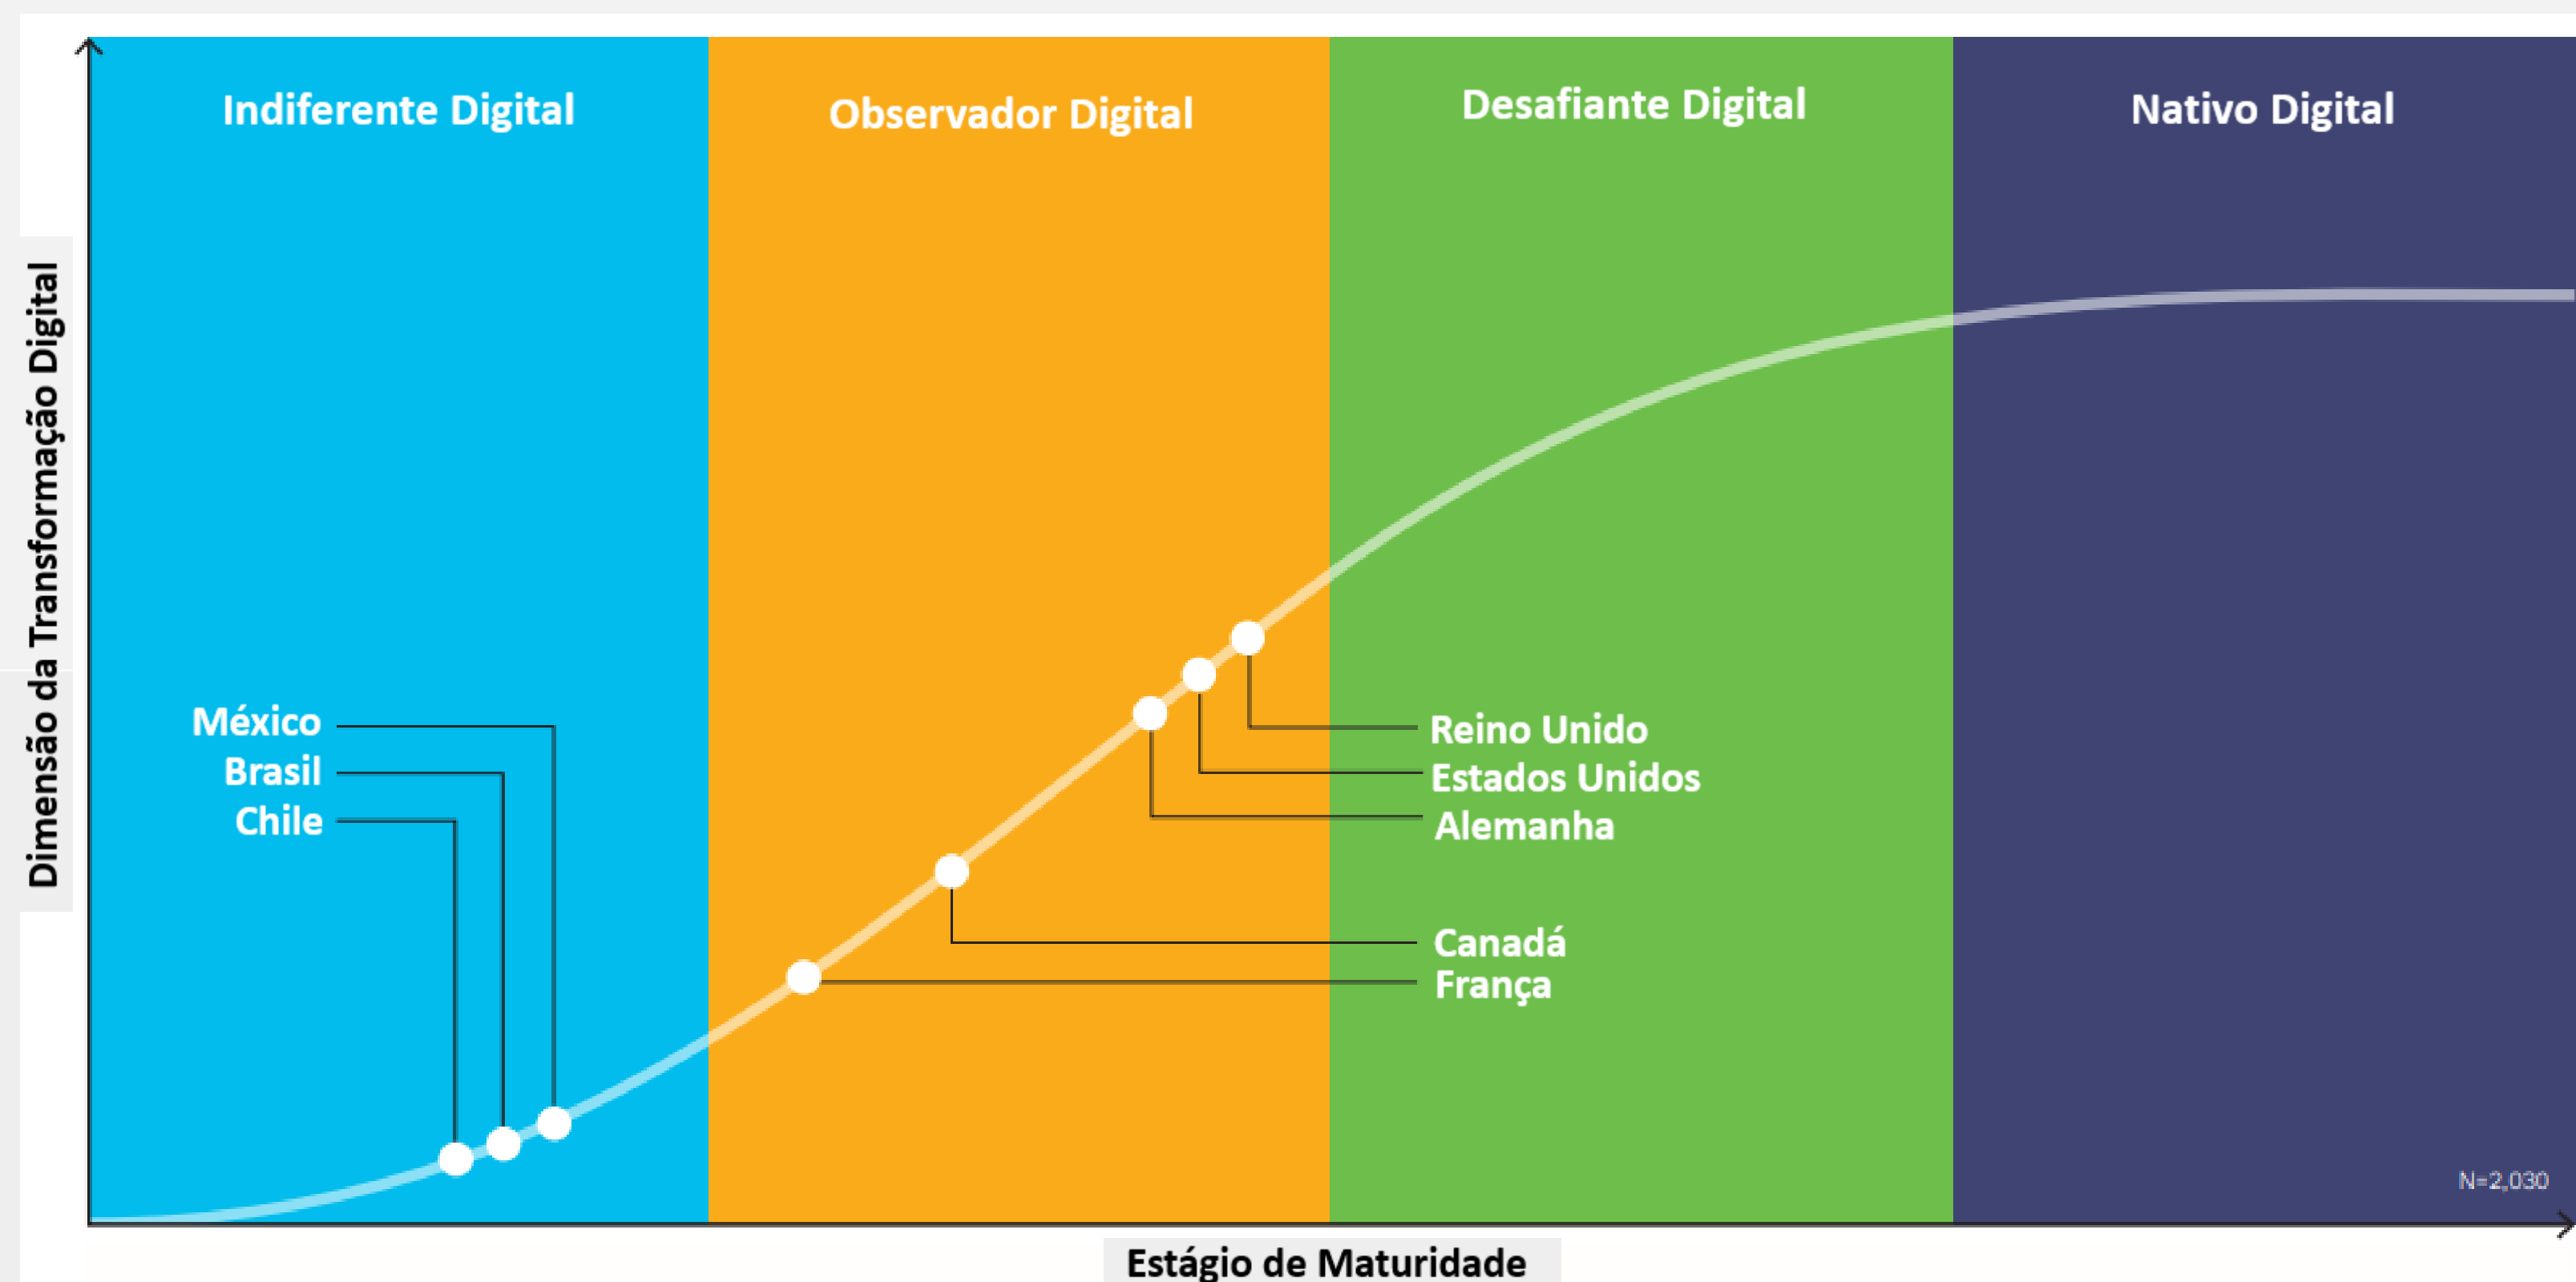 Indiferente Digital
Observador Digital
Desafiante Digital
Nativo Digital
Dimensão da Transformação Digital
México
Brasil
Chile
Reino Unido
Estados Unidos
Alemanha
Canadá
França
N=2,030
Estágio de Maturidade